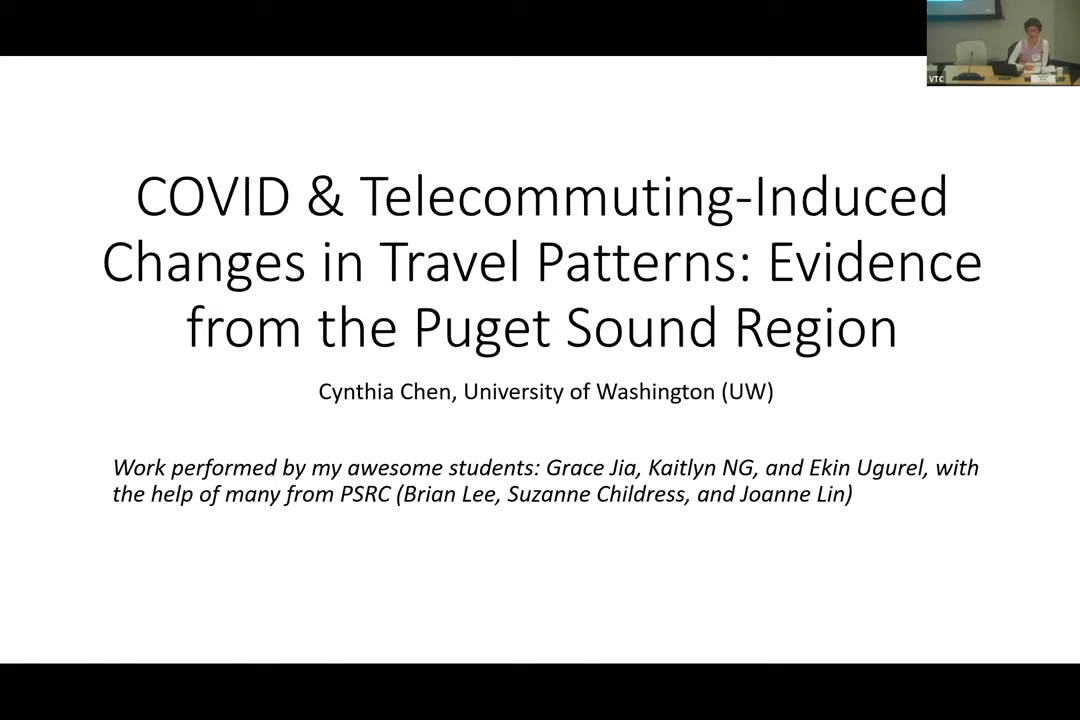 VTC
COVID & Telecommuting-Induced
Changes in Travel Patterns: Evidence
from the Puget Sound Region
Cynthia Chen, University of Washington (UW)
Work performed by my awesome students: Grace Jia, Kaitlyn NG, and Ekin Ugurel, with
the help of many from PSRC (Brian Lee, Suzanne Childress, and Joanne Lin)